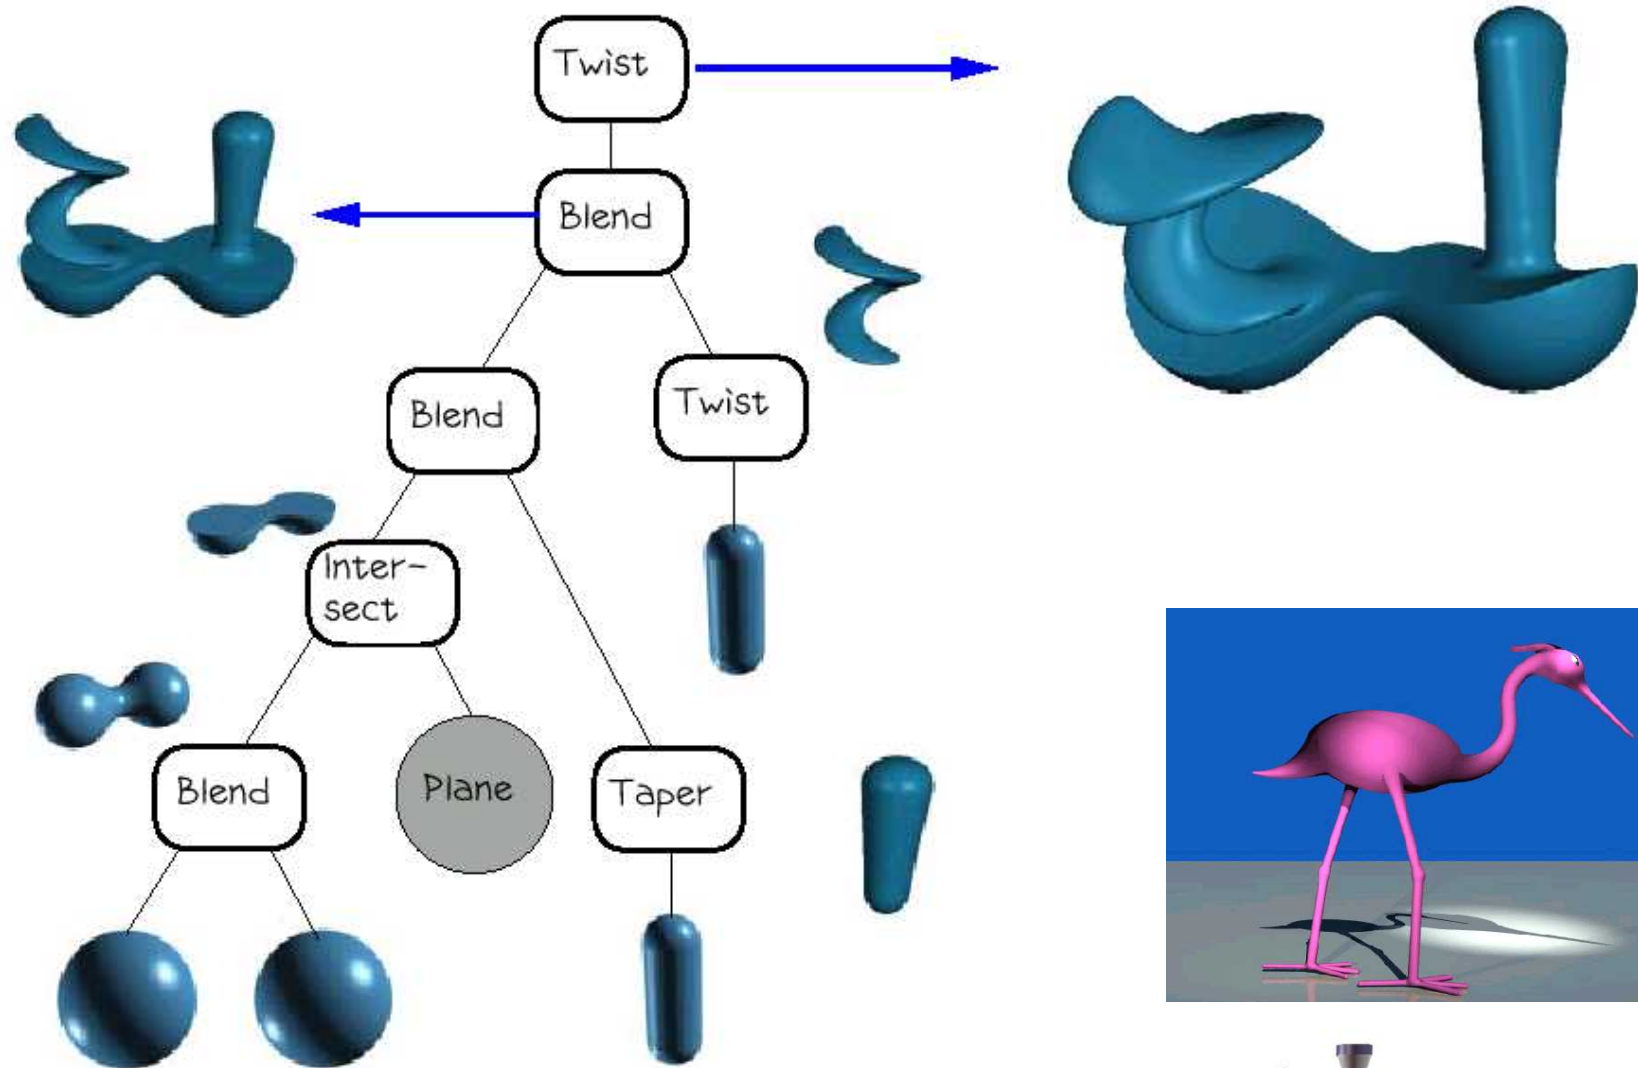 Twist
Blend
Blend
Twist
Inter-
sect
Blend
Plane
Taper